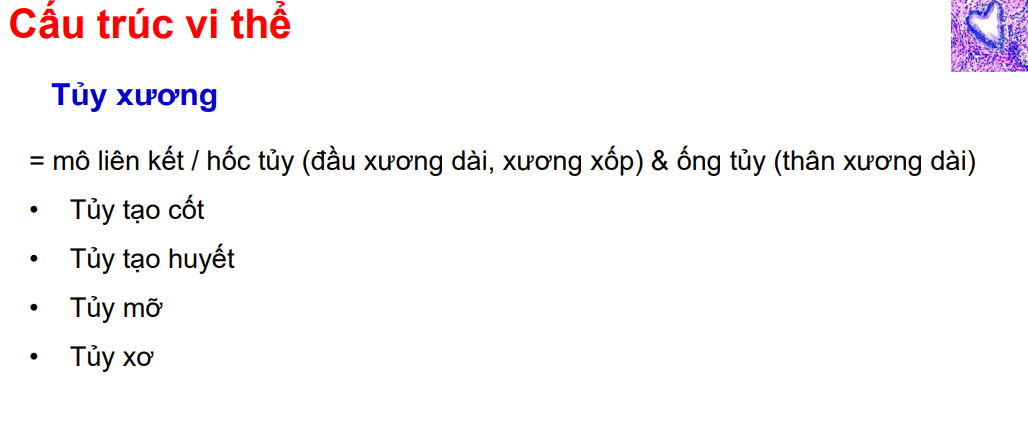 Cấu trúc vi thể
Tủy xương
= mô liên kết / hốc tủy (đầu xương dài, xương xốp) & ống tủy (thân xương dài)
• Tủy tạo cốt
• Tủy tạo huyết
• Tủy mỡ
• Tủy xơ